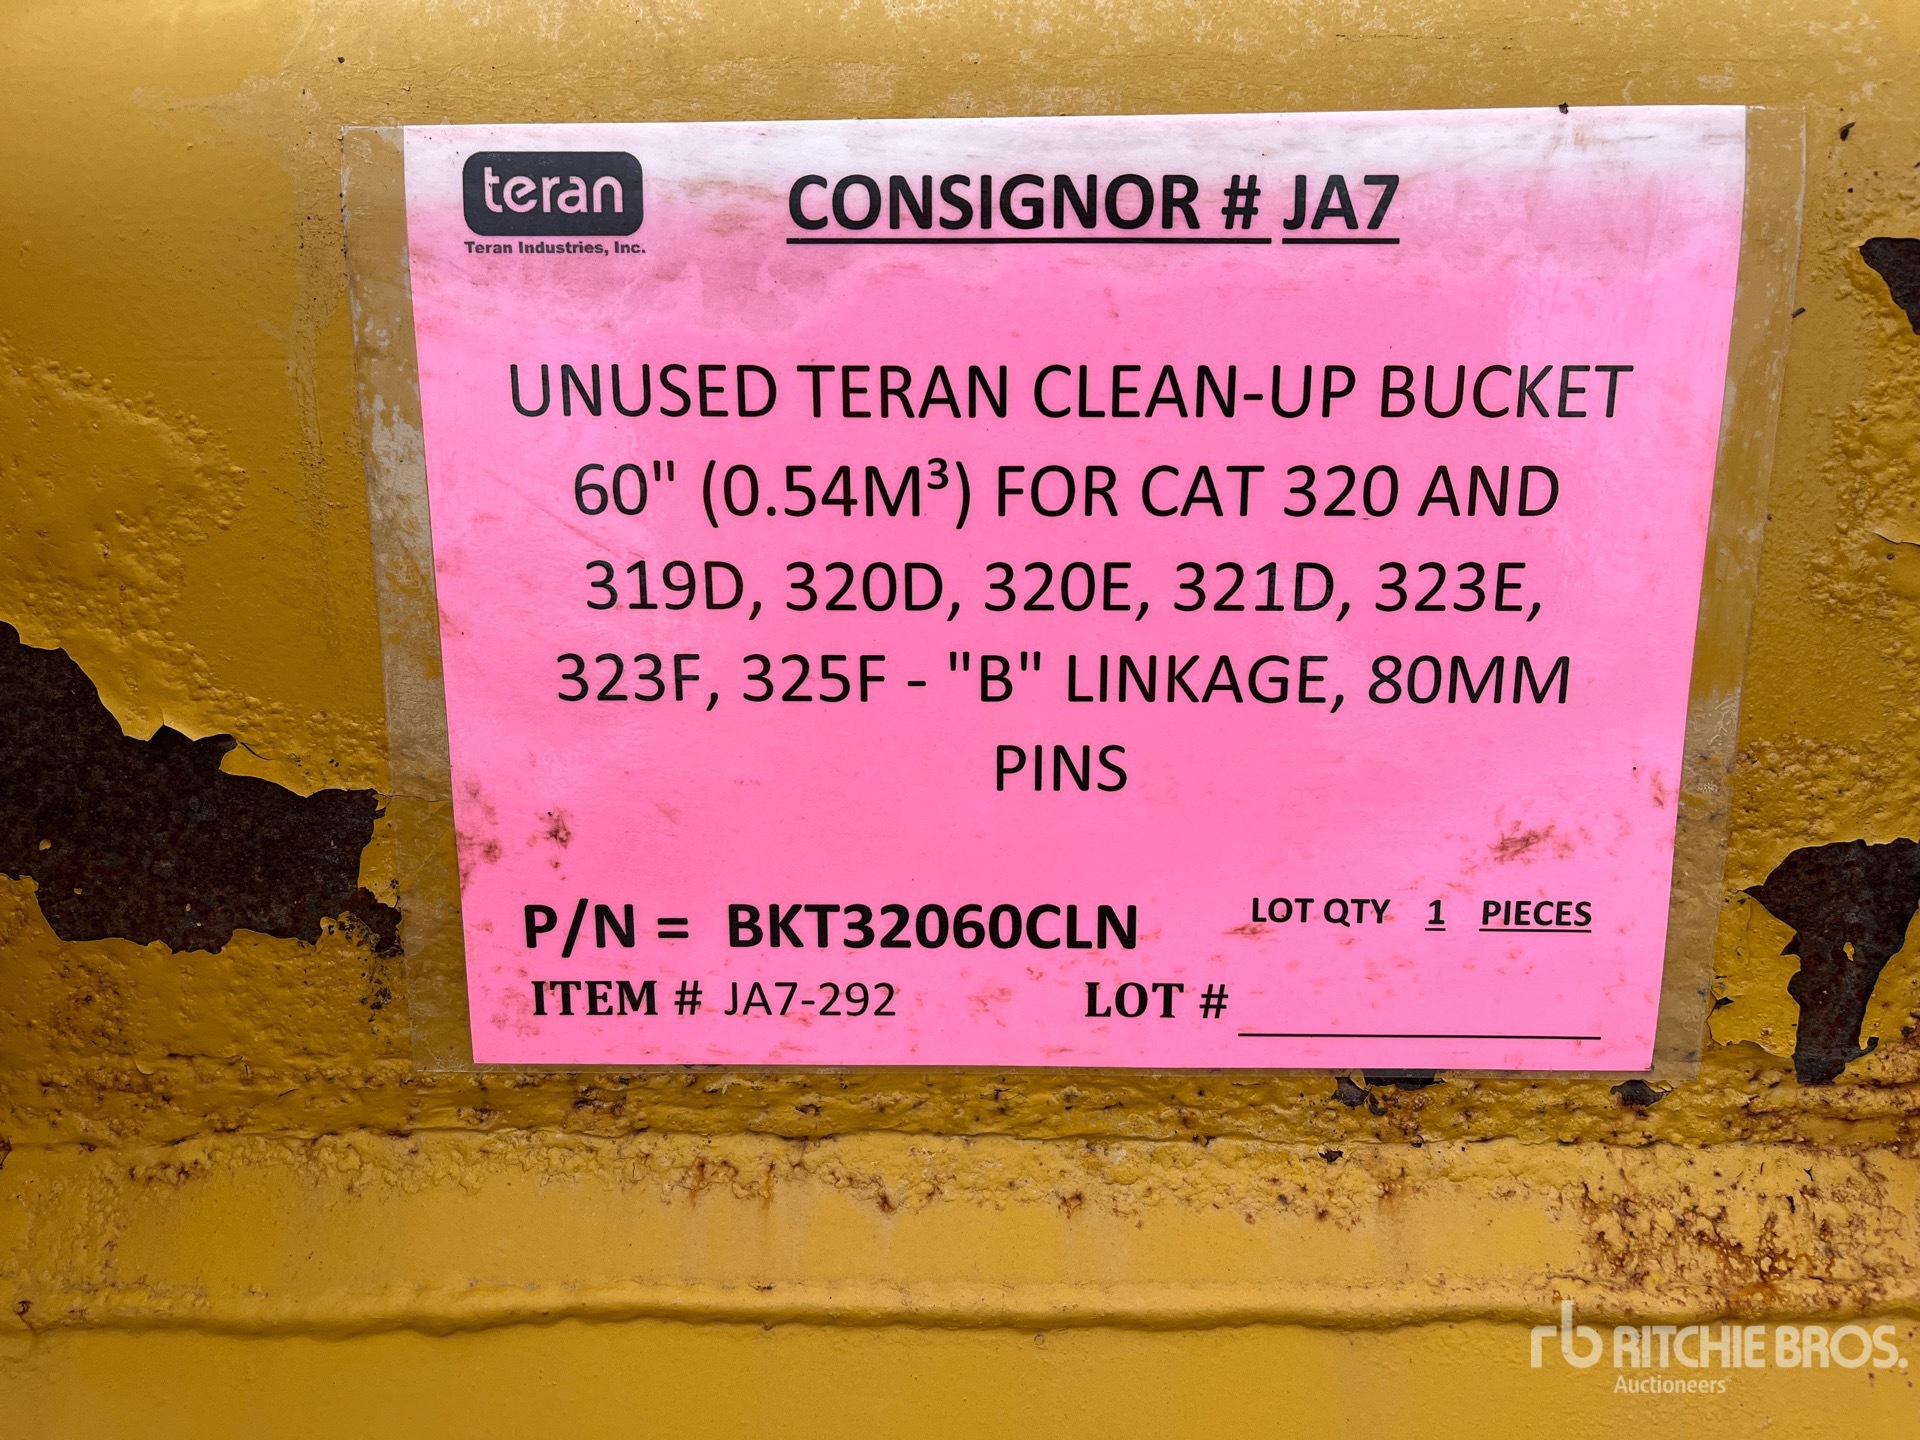 teran
Teran Industries, Inc.
CONSIGNOR # JA7
UNUSED TERAN CLEAN-UP BUCKET
60" (0.54M³) FOR CAT 320 AND
319D, 320D, 320E, 321D, 323E,
323F, 325F - "B" LINKAGE, 80MM
PINS
P/N = BKT32060CLN
LOT QTY 1 PIECES
ITEM # JA7-292
LOT #
rb RITCHIE BROS.
Auctioneers